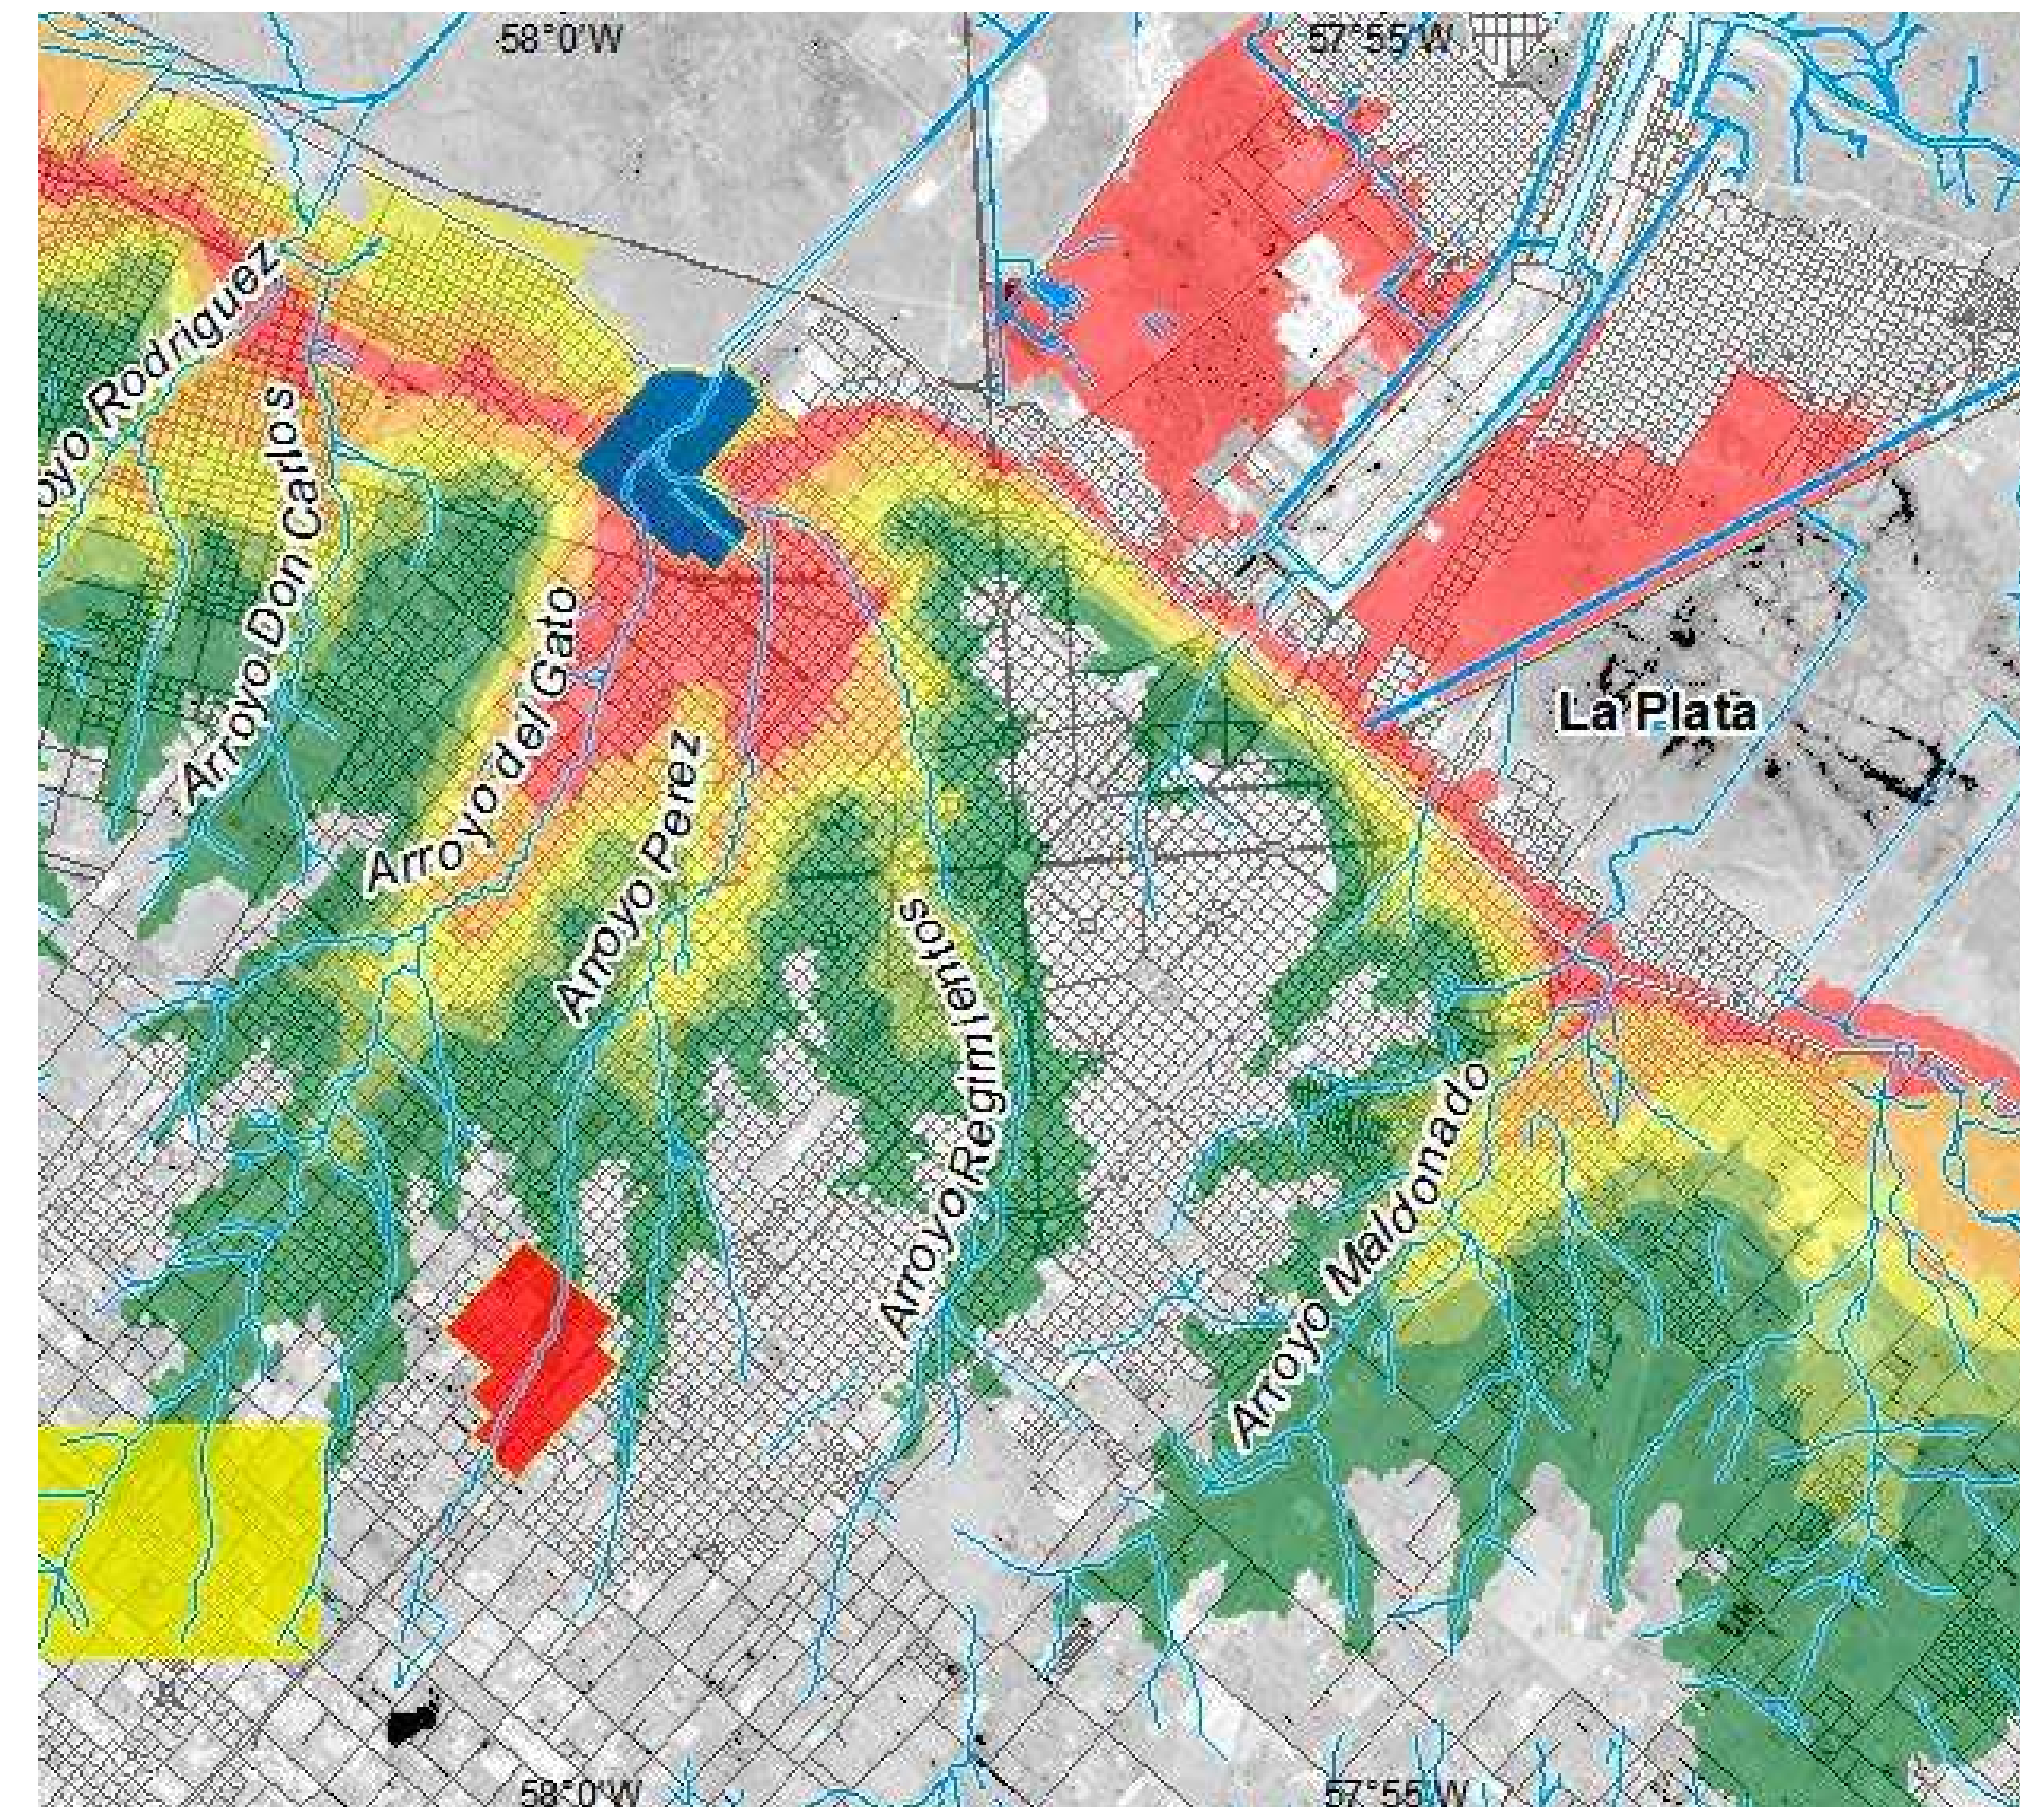 58°0'W
57°55'W
oyo Rodriguez
Arroyo Don Carlos
Arroyo del Gato
Arroyo Perez
Arroyo Regimientos
La Plata
Arroyo Maldonado
58°0'W
57°55'W